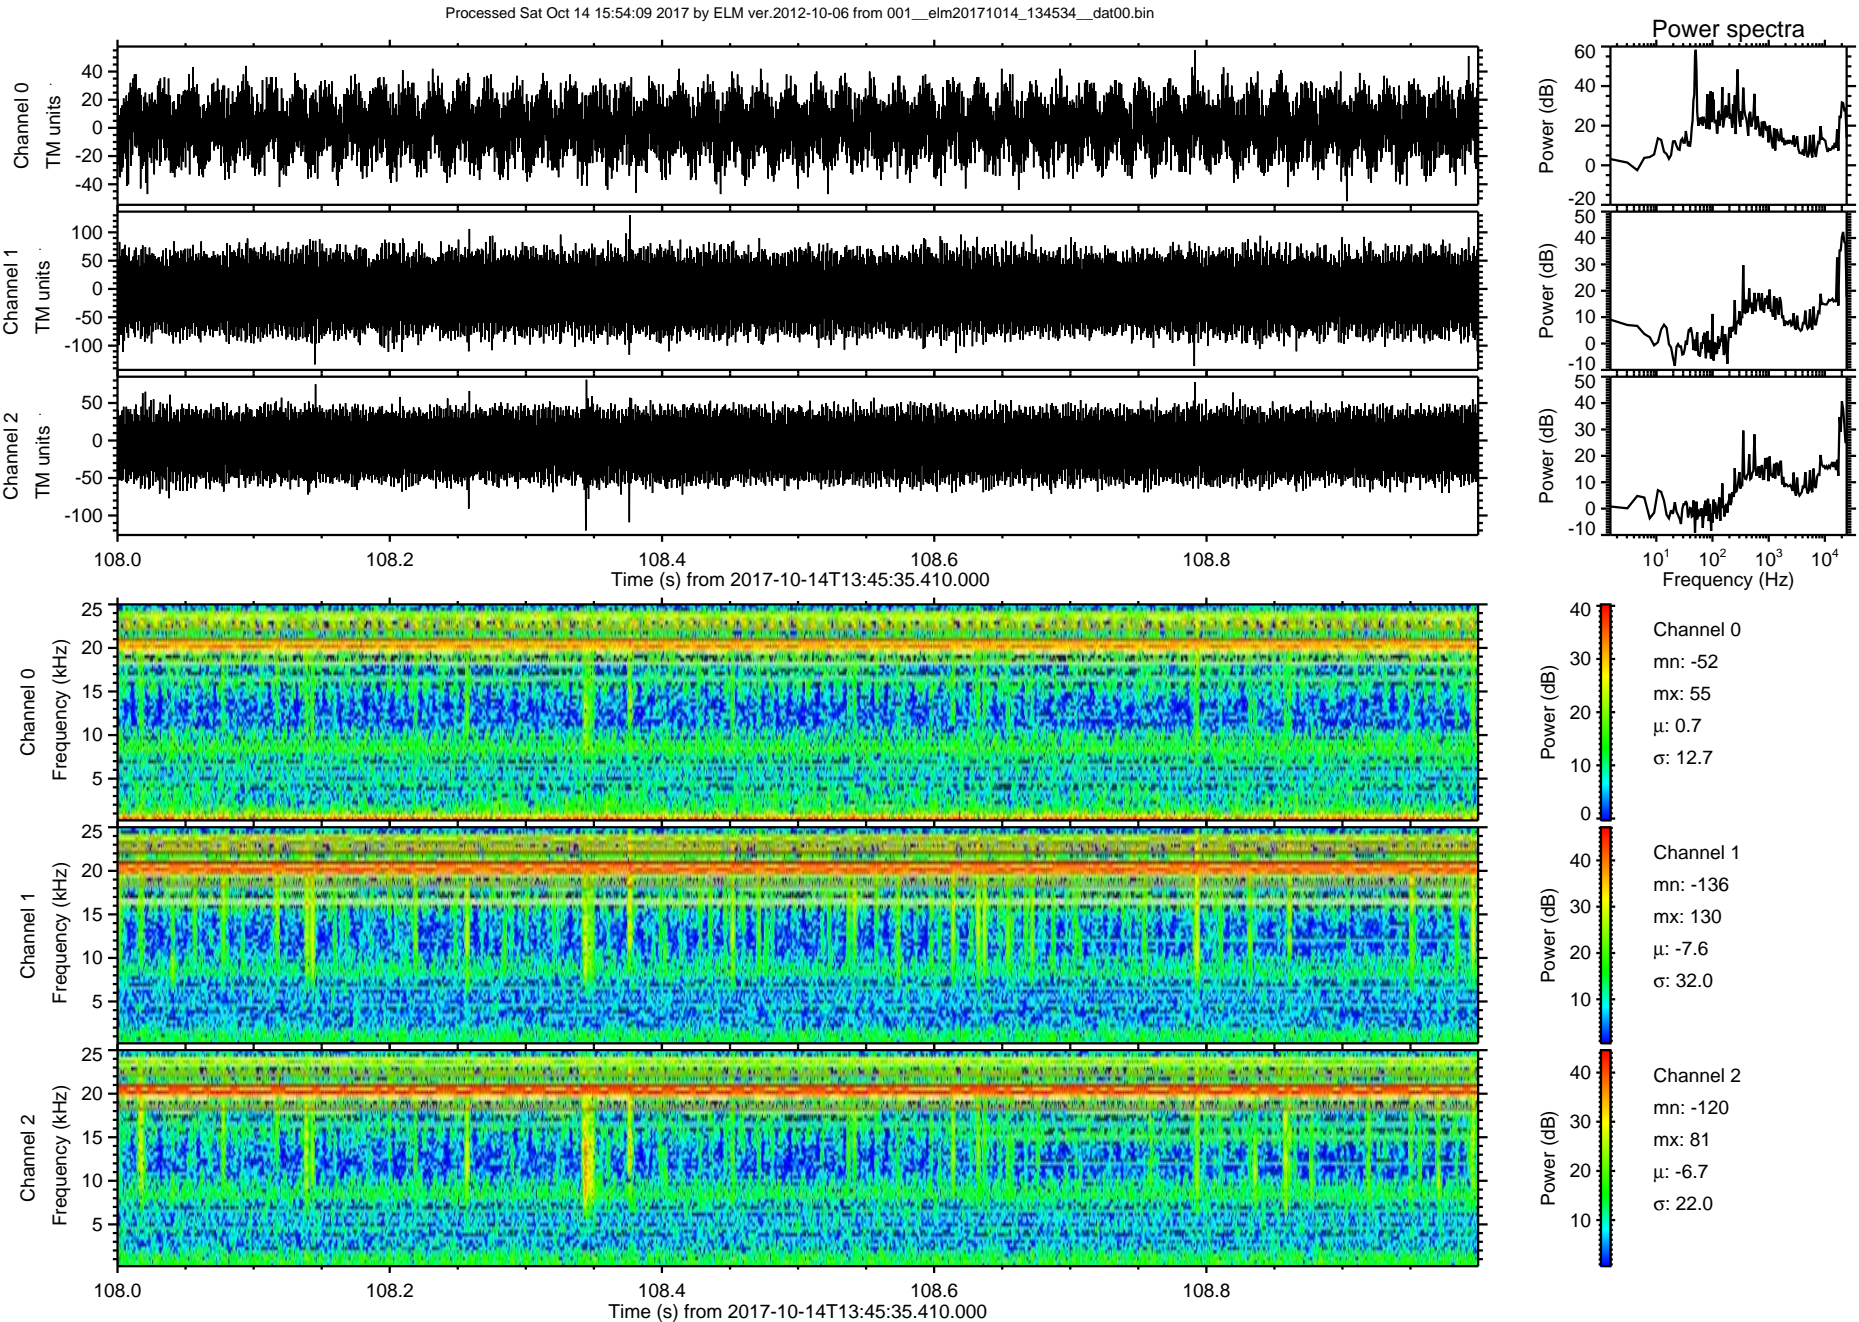 Processed Sat Oct 14 15:54:09 2017 by ELM ver.2012-10-06 from 001__elm20171014_134534__dat00.bin
Power spectra
Channel 0
TM units
40
20
0
-20
-40
Power (dB)
60
40
20
0
-20
Channel 1
TM units
100
50
0
-50
-100
Power (dB)
50
40
30
20
10
0
-10
Channel 2
TM units
50
0
-50
-100
Power (dB)
50
40
30
20
10
0
-10
108.0 108.2 108.4 108.6 108.8
Time (s) from 2017-10-14T13:45:35.410.000
10¹ 10² 10³ 10⁴
Frequency (Hz)
Channel 0
Frequency (kHz)
25
20
15
10
5
Power (dB)
40
30
20
10
0
Channel 0
mn: -52
mx: 55
μ: 0.7
σ: 12.7
Channel 1
Frequency (kHz)
25
20
15
10
5
Power (dB)
40
30
20
10
Channel 1
mn: -136
mx: 130
μ: -7.6
σ: 32.0
Channel 2
Frequency (kHz)
25
20
15
10
5
Power (dB)
40
30
20
10
Channel 2
mn: -120
mx: 81
μ: -6.7
σ: 22.0
108.0 108.2 108.4 108.6 108.8
Time (s) from 2017-10-14T13:45:35.410.000